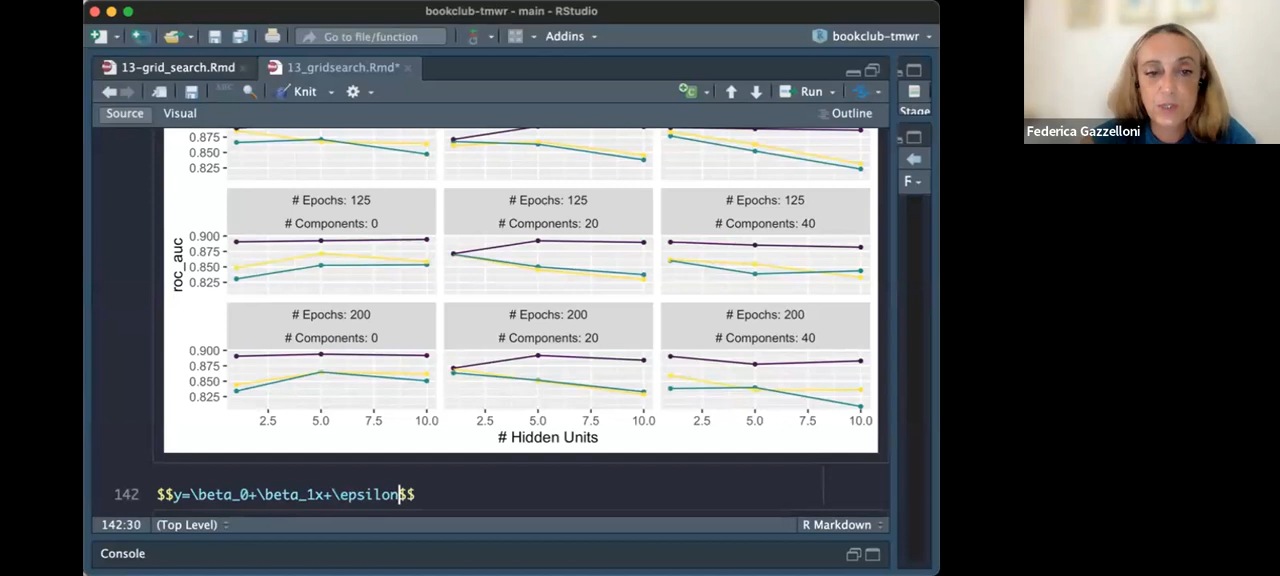 bookclub-tmwr - main - RStudio
Go to file/function
Addins
bookclub-tmwr
13-grid_search.Rmd
13_gridsearch.Rmd*
Knit
Run
Source
Visual
Outline
Stage
F
0.875
0.850
0.825
# Epochs: 125
# Components: 0
# Epochs: 125
# Components: 20
# Epochs: 125
# Components: 40
0.900
0.875
0.850
0.825
roc_auc
# Epochs: 200
# Components: 0
# Epochs: 200
# Components: 20
# Epochs: 200
# Components: 40
0.900
0.875
0.850
0.825
2.5 5.0 7.5 10.0 2.5 5.0 7.5 10.0 2.5 5.0 7.5 10.0
# Hidden Units
142 $$y=\beta_0+\beta_1x+\epsilon$$
142:30 (Top Level) R Markdown
Console
Federica Gazzelloni